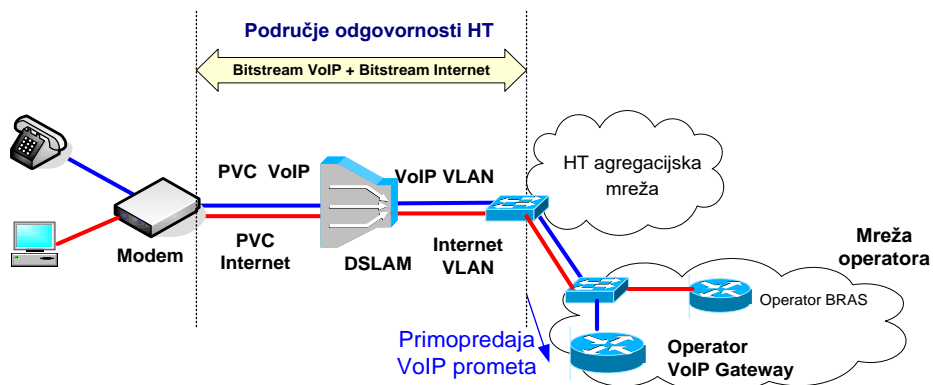 Područje odgovornosti HT
Bitstream VoIP + Bitstream Internet
HT agregacijska
mreža
PVC VoIP
VoIP VLAN
PVC
Internet
Internet
VLAN
Modem
DSLAM
Mreža
operatora
Operator BRAS
Primopredaja
VoIP prometa
Operator
VoIP Gateway